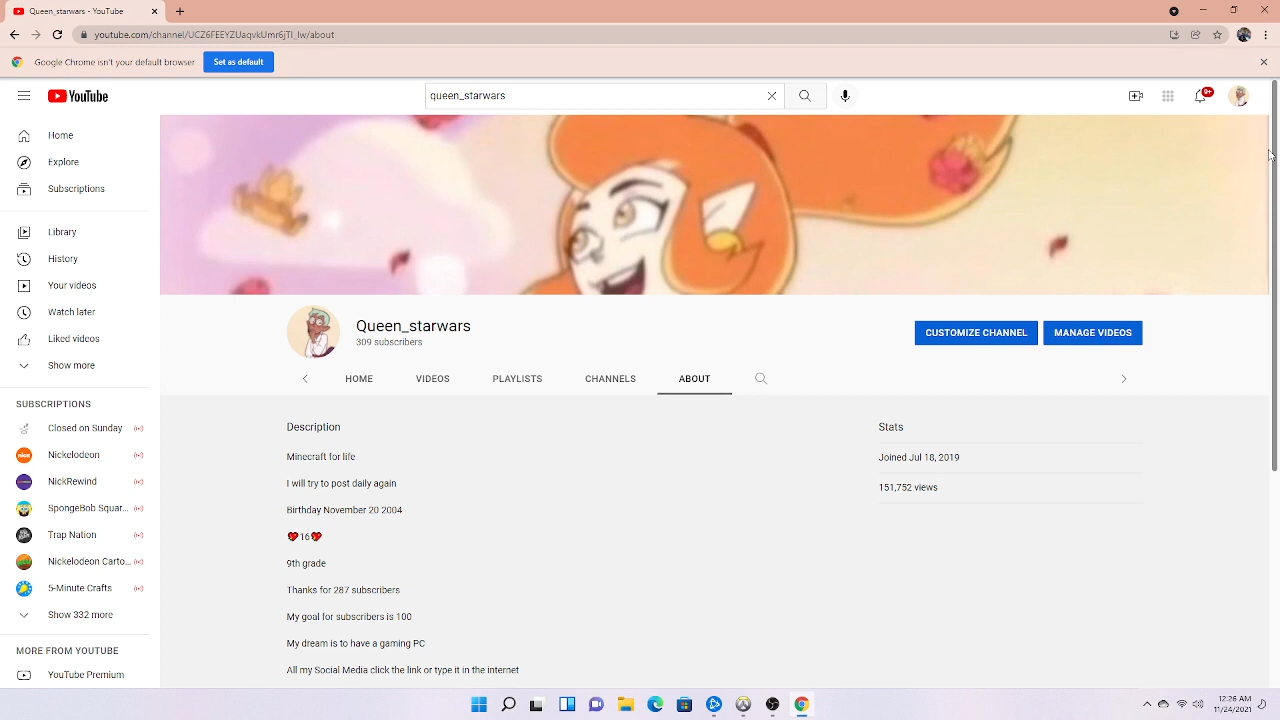 Queen_starwars - YouTube
youtube.com/channel/UCZ6FEEYZUaqvkUmr6jTl_lw/about
Google Chrome isn't your default browser
Set as default
YouTube
queen_starwars
9+
Home
Explore
Subscriptions
Library
History
Your videos
Watch later
Liked videos
Show more
SUBSCRIPTIONS
Closed on Sunday
Nickelodeon
NickRewind
SpongeBob Squar...
Trap Nation
Nickelodeon Carto...
5-Minute Crafts
Show 332 more
MORE FROM YOUTUBE
YouTube Premium
Queen_starwars
309 subscribers
CUSTOMIZE CHANNEL
MANAGE VIDEOS
HOME
VIDEOS
PLAYLISTS
CHANNELS
ABOUT
Description
Minecraft for life
I will try to post daily again
Birthday November 20 2004
💖16💖
9th grade
Thanks for 287 subscribers
My goal for subscribers is 100
My dream is to have a gaming PC
All my Social Media click the link or type it in the internet
Stats
Joined Jul 18, 2019
151,752 views
12:26 AM
11/24/2021